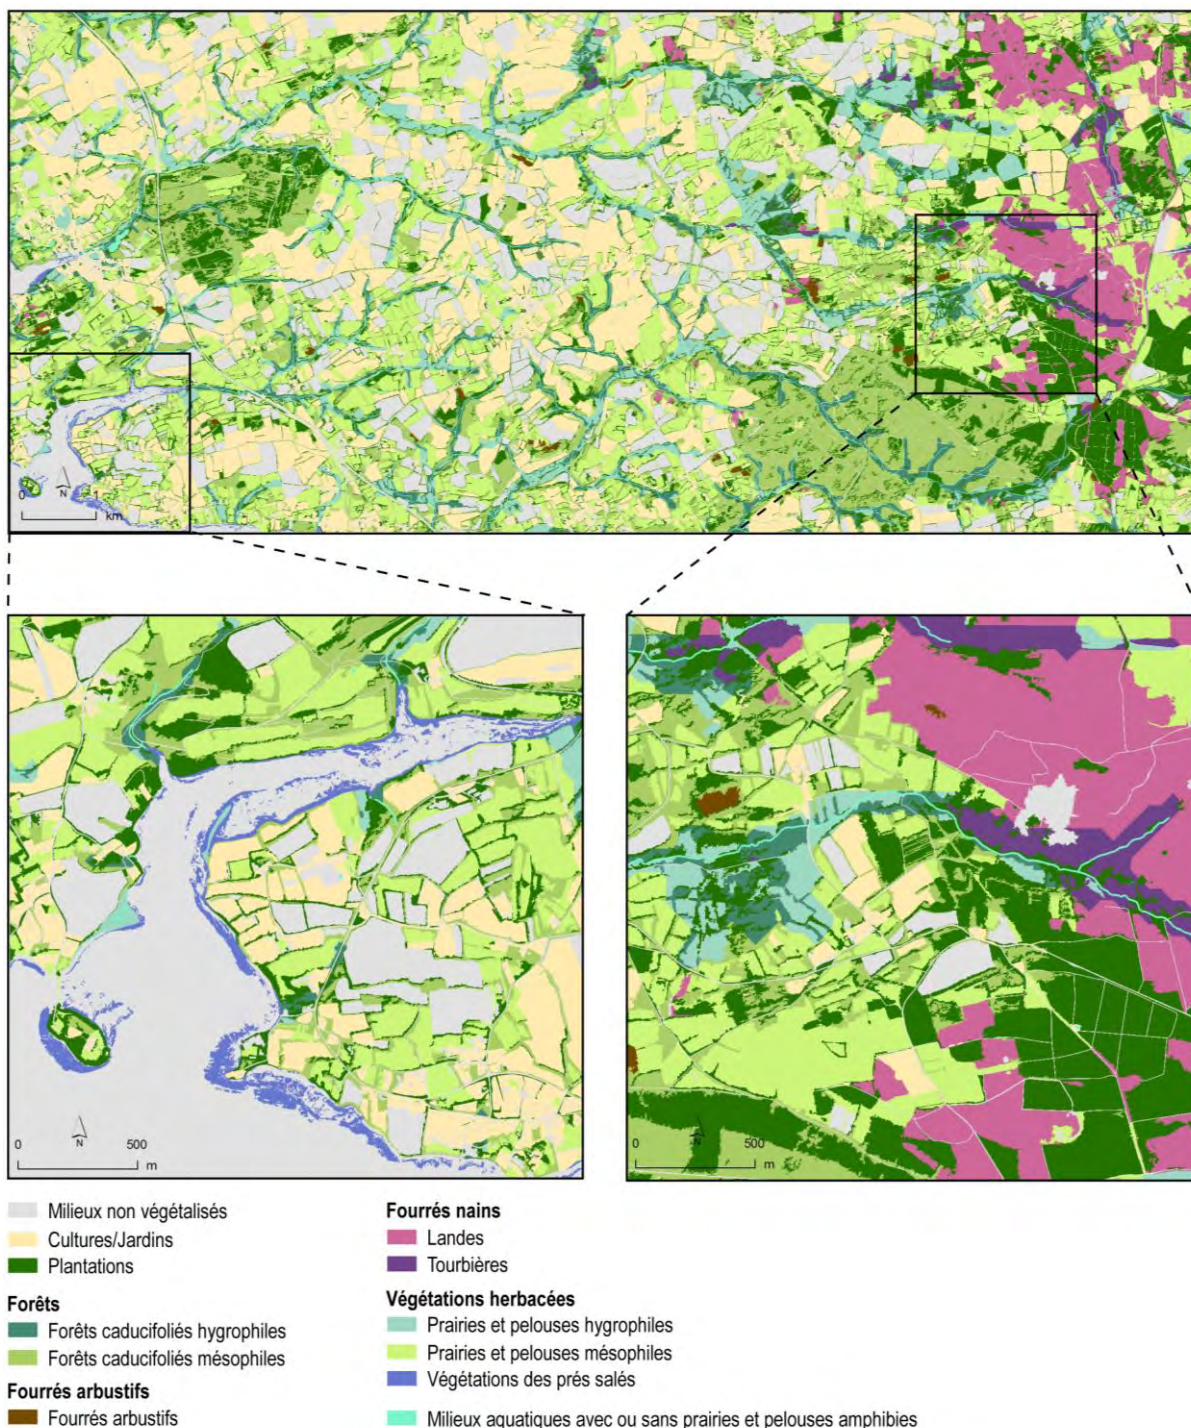 N
0 1
km
N
0 500
m
N
0 500
m
Milieux non végétalisés
Cultures/Jardins
Plantations
Forêts
Forêts caducifoliés hygrophiles
Forêts caducifoliés mésophiles
Fourrés arbustifs
Fourrés arbustifs
Fourrés nains
Landes
Tourbières
Végétations herbacées
Prairies et pelouses hygrophiles
Prairies et pelouses mésophiles
Végétations des prés salés
Milieux aquatiques avec ou sans prairies et pelouses amphibies